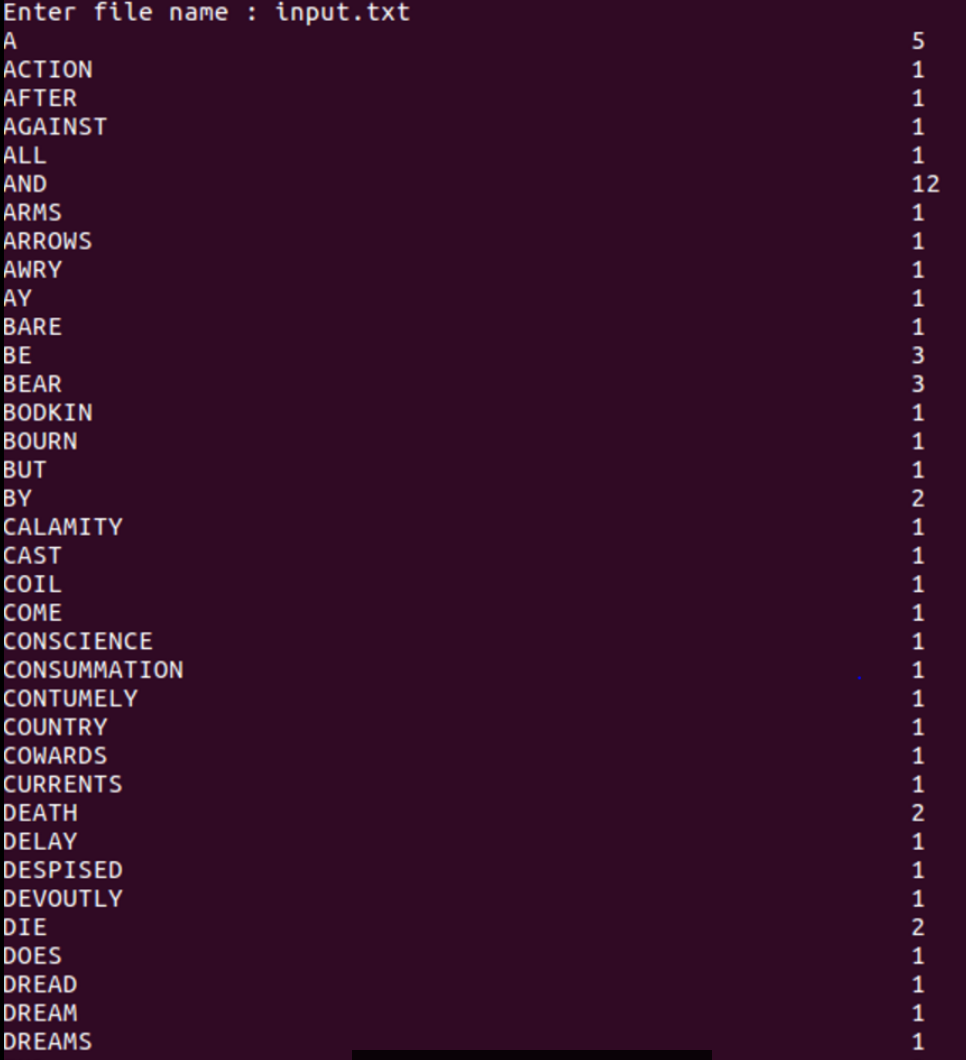 Enter file name : input.txt
A 5
ACTION 1
AFTER 1
AGAINST 1
ALL 1
AND 12
ARMS 1
ARROWS 1
AWRY 1
AY 1
BARE 1
BE 3
BEAR 3
BODKIN 1
BOURN 1
BUT 1
BY 2
CALAMITY 1
CAST 1
COIL 1
COME 1
CONSCIENCE 1
CONSUMMATION 1
CONTUMELY 1
COUNTRY 1
COWARDS 1
CURRENTS 1
DEATH 2
DELAY 1
DESPISED 1
DEVOUTLY 1
DIE 2
DOES 1
DREAD 1
DREAM 1
DREAMS 1